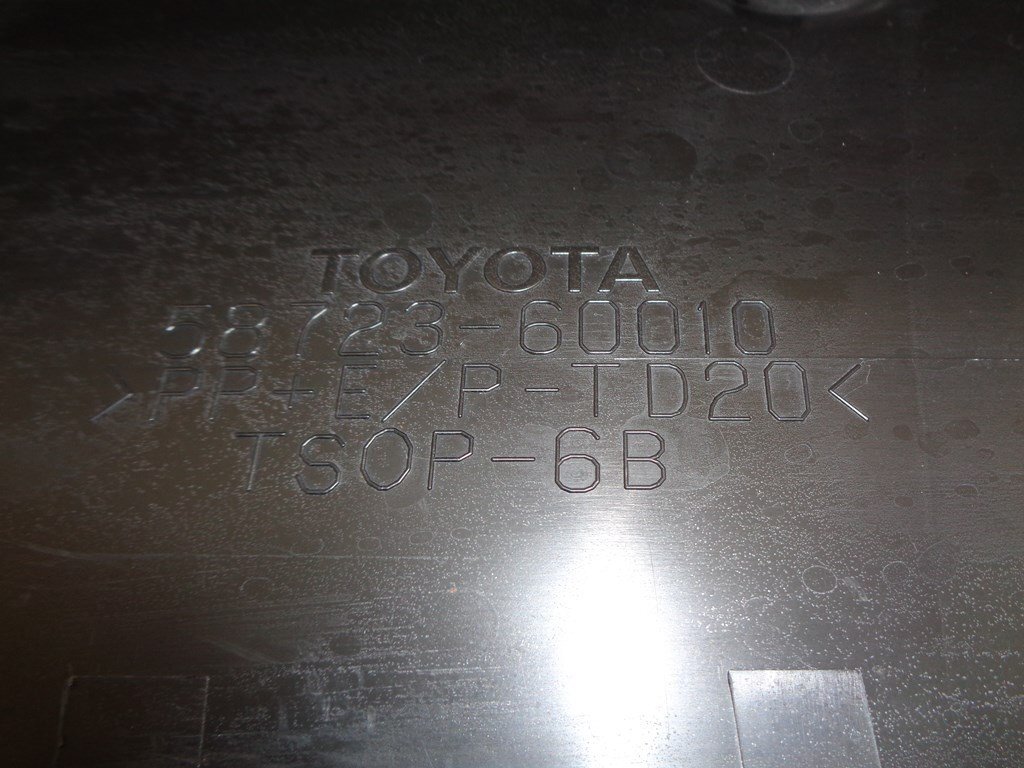 TOYOTA
58723-60010
>PP+E/P-TD20<
TSOP-6B